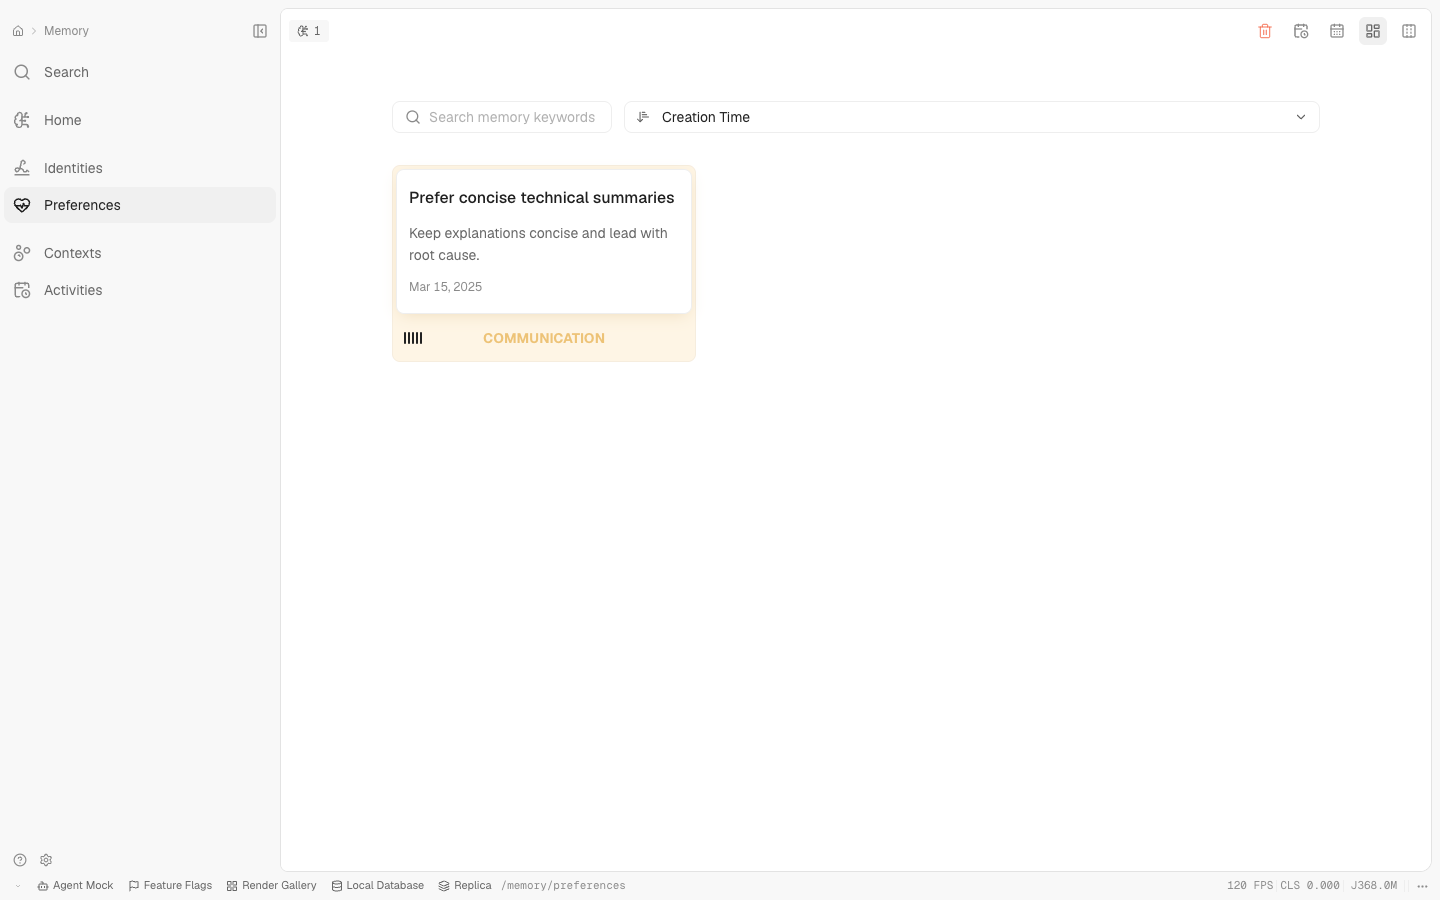 Memory
Search
Home
Identities
Preferences
Contexts
Activities
1
Search memory keywords
Creation Time
Prefer concise technical summaries
Keep explanations concise and lead with
root cause.
Mar 15, 2025
COMMUNICATION
Agent Mock
Feature Flags
Render Gallery
Local Database
Replica
/memory/preferences
120 FPS
CLS 0.000
J368.0M